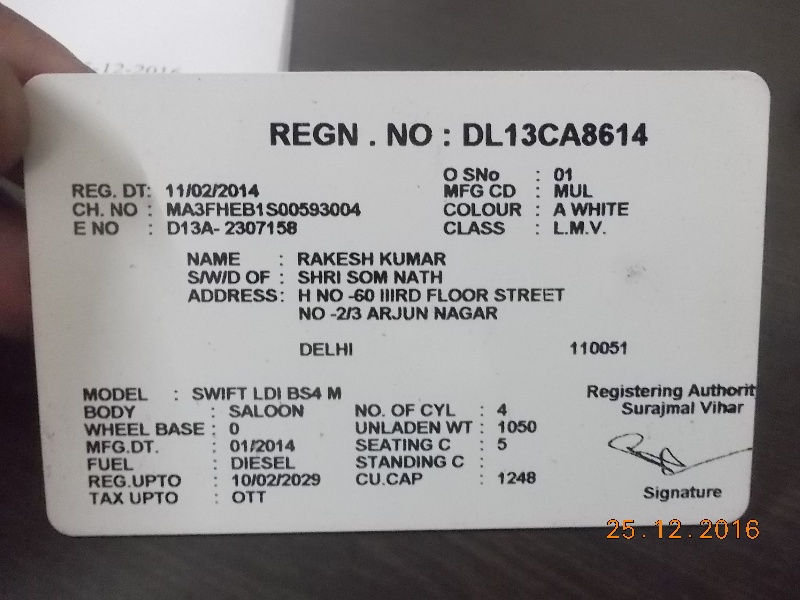 5-12-2016
REGN . NO : DL13CA8614
O SNo : 01
REG. DT: 11/02/2014 MFG CD : MUL
CH. NO : MA3FHEB1S00593004 COLOUR : A WHITE
E NO : D13A- 2307158 CLASS : L.M.V.
NAME : RAKESH KUMAR
S/W/D OF : SHRI SOM NATH
ADDRESS : H NO -60 IIIRD FLOOR STREET
NO -2/3 ARJUN NAGAR
DELHI 110051
MODEL : SWIFT LDI BS4 M Registering Authority
BODY : SALOON NO. OF CYL : 4 Surajmal Vihar
WHEEL BASE : 0 UNLADEN WT : 1050
MFG.DT. : 01/2014 SEATING C : 5
FUEL : DIESEL STANDING C :
REG.UPTO : 10/02/2029 CU.CAP : 1248
TAX UPTO : OTT Signature
25.12.2016